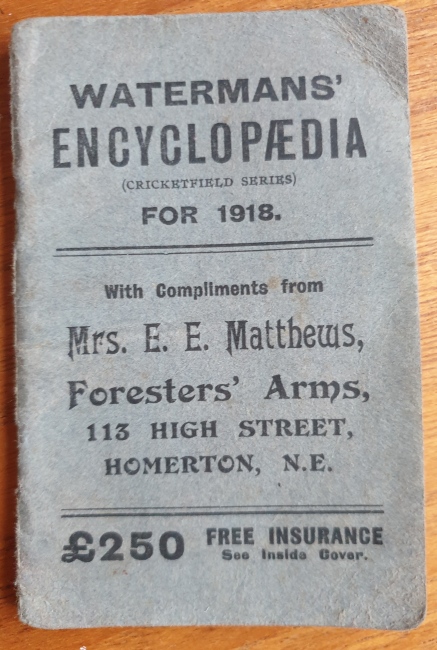 WATERMANS'
ENCYCLOPÆDIA
(CRICKETFIELD SERIES)
FOR 1918.
With Compliments from
Mrs. E. E. Matthews,
Foresters' Arms,
113 HIGH STREET,
HOMERTON, N.E.
£250 FREE INSURANCE
See Inside Cover.